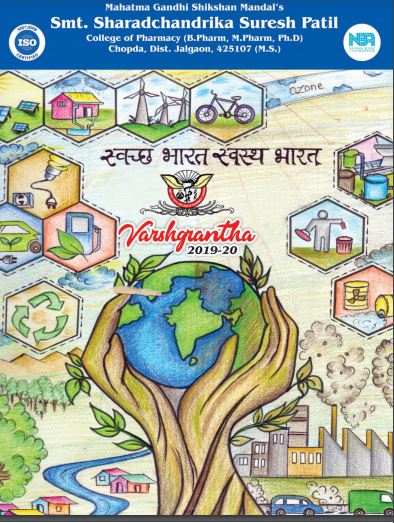 Mahatma Gandhi Shikshan Mandal's
Smt. Sharadchandrika Suresh Patil
College of Pharmacy (B.Pharm, M.Pharm, Ph.D)
Chopda, Dist. Jalgaon, 425107 (M.S.)
ISO
CERTIFIED
NBA
ozone
स्वच्छ भारत स्वस्थ भारत
Varshgrantha
2019-20